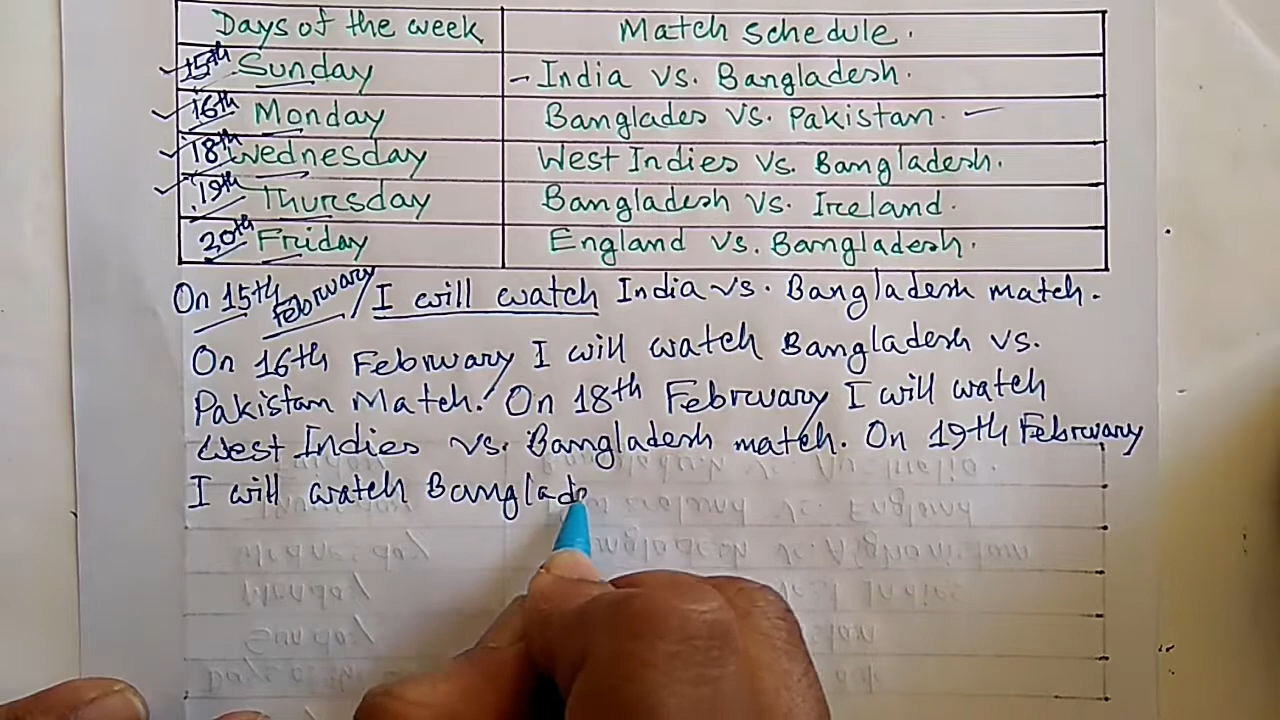 Days of the week Match schedule.
15th Sunday - India vs. Bangladesh.
16th Monday Banglades vs. Pakistan.
18th Wednesday West Indies vs. Bangladesh.
19th Thursday Bangladesh vs. Ireland.
20th Friday England vs. Bangladesh.
On 15th February I will watch India vs. Bangladesh match.
On 16th February I will watch Bangladesh vs.
Pakistan Match. On 18th February I will watch
West Indies vs. Bangladesh match. On 19th February
I will watch Banglad